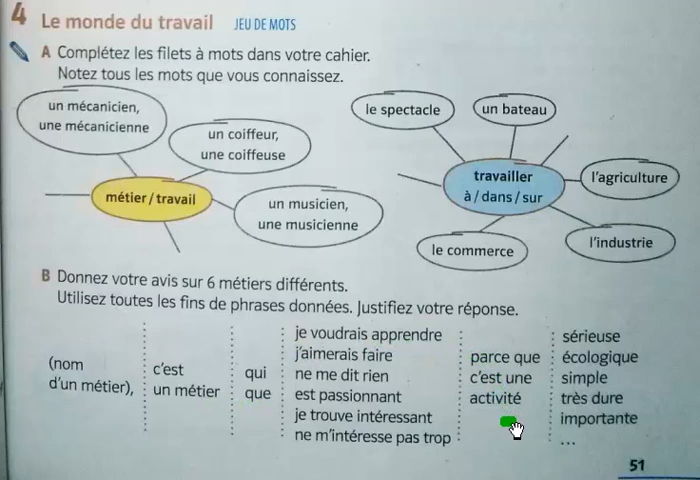 4 Le monde du travail JEU DE MOTS
A Complétez les filets à mots dans votre cahier.
Notez tous les mots que vous connaissez.
un mécanicien,
une mécanicienne
un coiffeur,
une coiffeuse
métier / travail
un musicien,
une musicienne
le spectacle
un bateau
travailler
à / dans / sur
l'agriculture
le commerce
l'industrie
B Donnez votre avis sur 6 métiers différents.
Utilisez toutes les fins de phrases données. Justifiez votre réponse.
(nom
d'un métier),
c'est
un métier
qui
que
je voudrais apprendre
j'aimerais faire
ne me dit rien
est passionnant
je trouve intéressant
ne m'intéresse pas trop
parce que
c'est une
activité
sérieuse
écologique
simple
très dure
importante
...
51